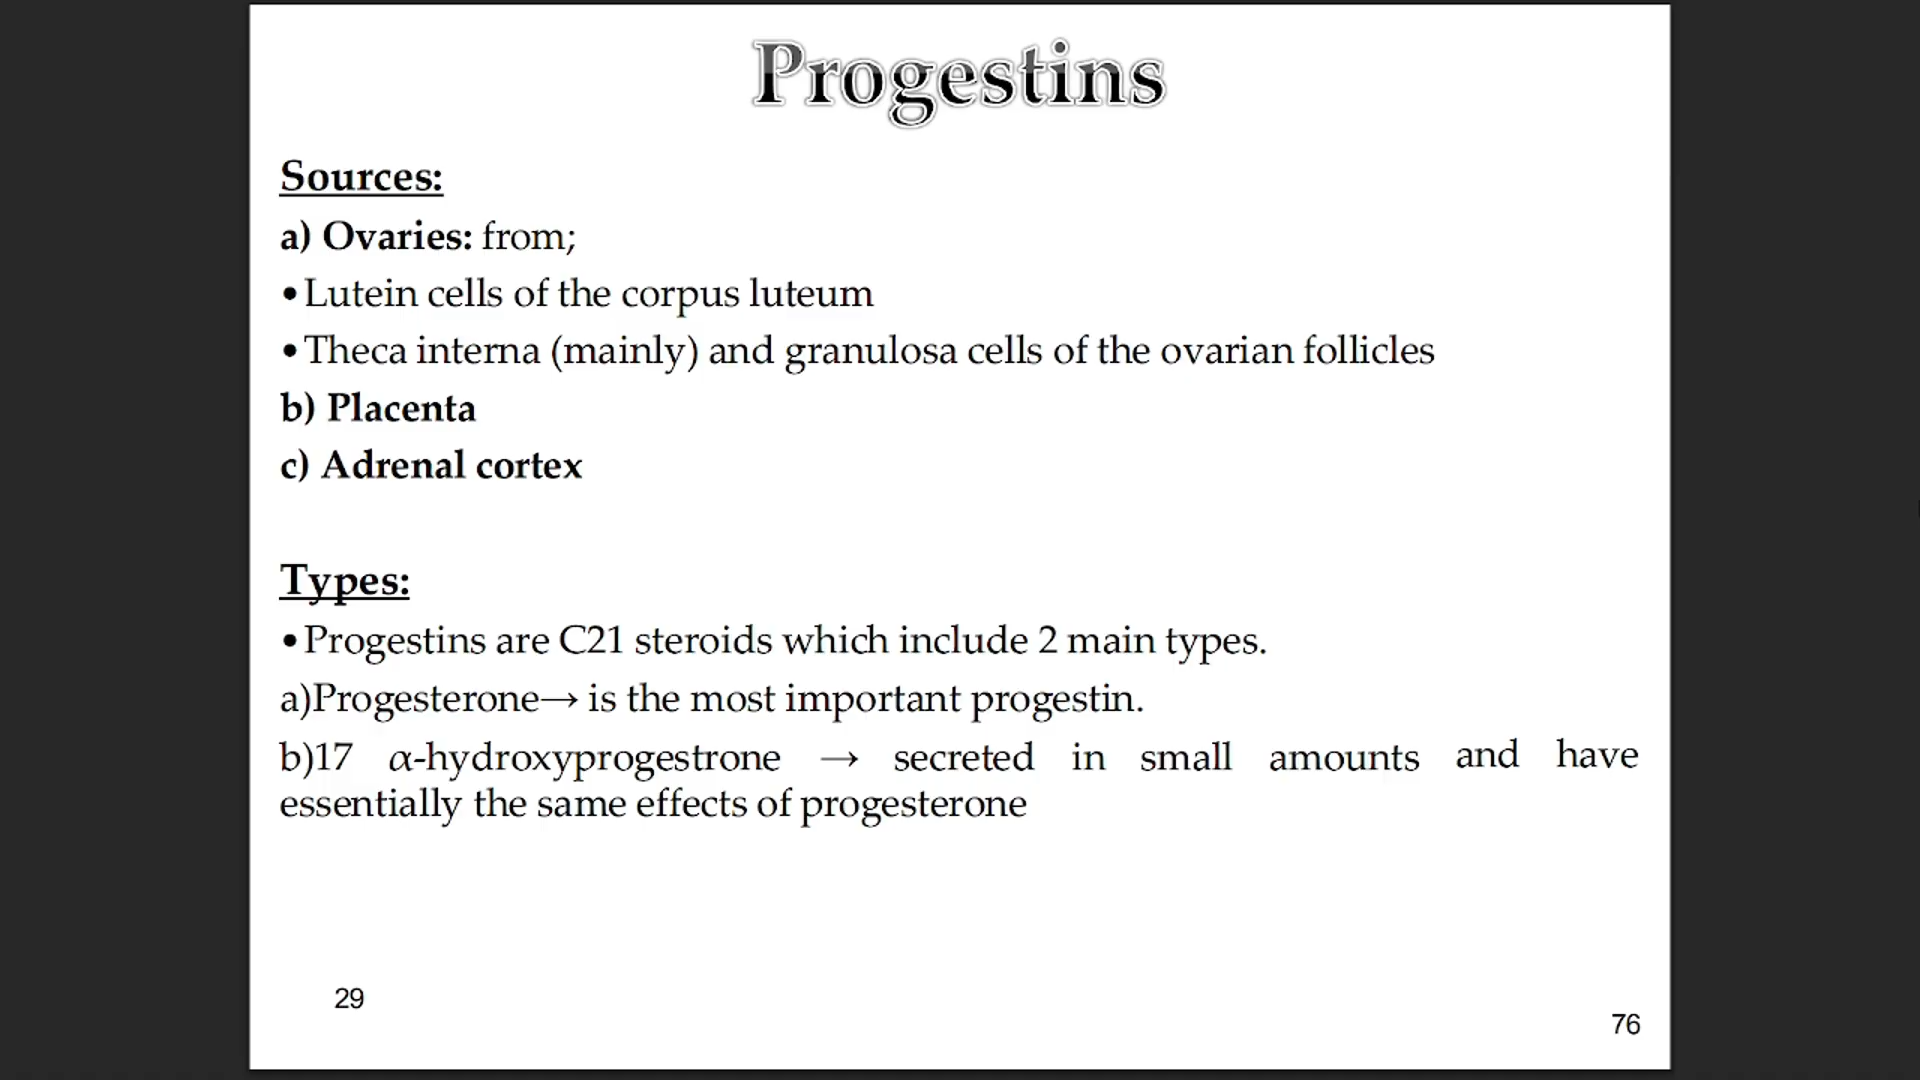 Progestins
Sources:
a) Ovaries: from;
•Lutein cells of the corpus luteum
•Theca interna (mainly) and granulosa cells of the ovarian follicles
b) Placenta
c) Adrenal cortex
Types:
•Progestins are C21 steroids which include 2 main types.
a)Progesterone→ is the most important progestin.
b)17 α-hydroxyprogestrone → secreted in small amounts and have
essentially the same effects of progesterone
29
76